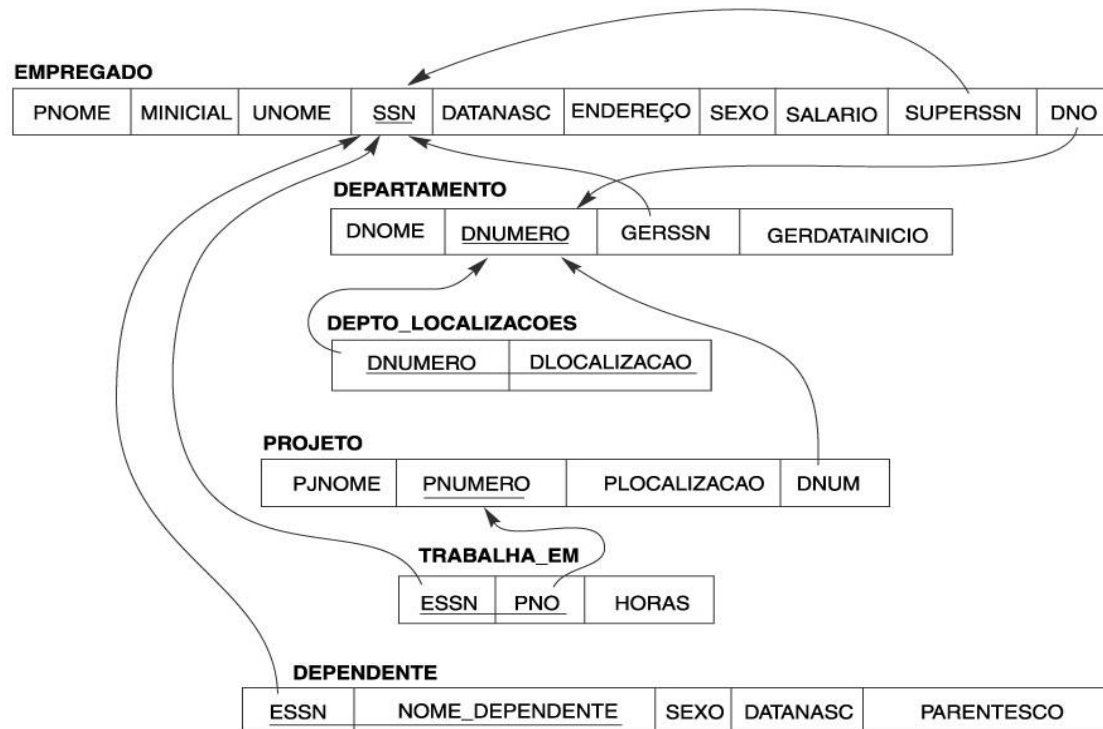 EMPREGADO
PNOME MINICIAL UNOME SSN DATANASC ENDEREÇO SEXO SALARIO SUPERSSN DNO
DEPARTAMENTO
DNOME DNUMERO GERSSN GERDATAINICIO
DEPTO_LOCALIZACOES
DNUMERO DLOCALIZACAO
PROJETO
PJNOME PNUMERO PLOCALIZACAO DNUM
TRABALHA_EM
ESSN PNO HORAS
DEPENDENTE
ESSN NOME_DEPENDENTE SEXO DATANASC PARENTESCO